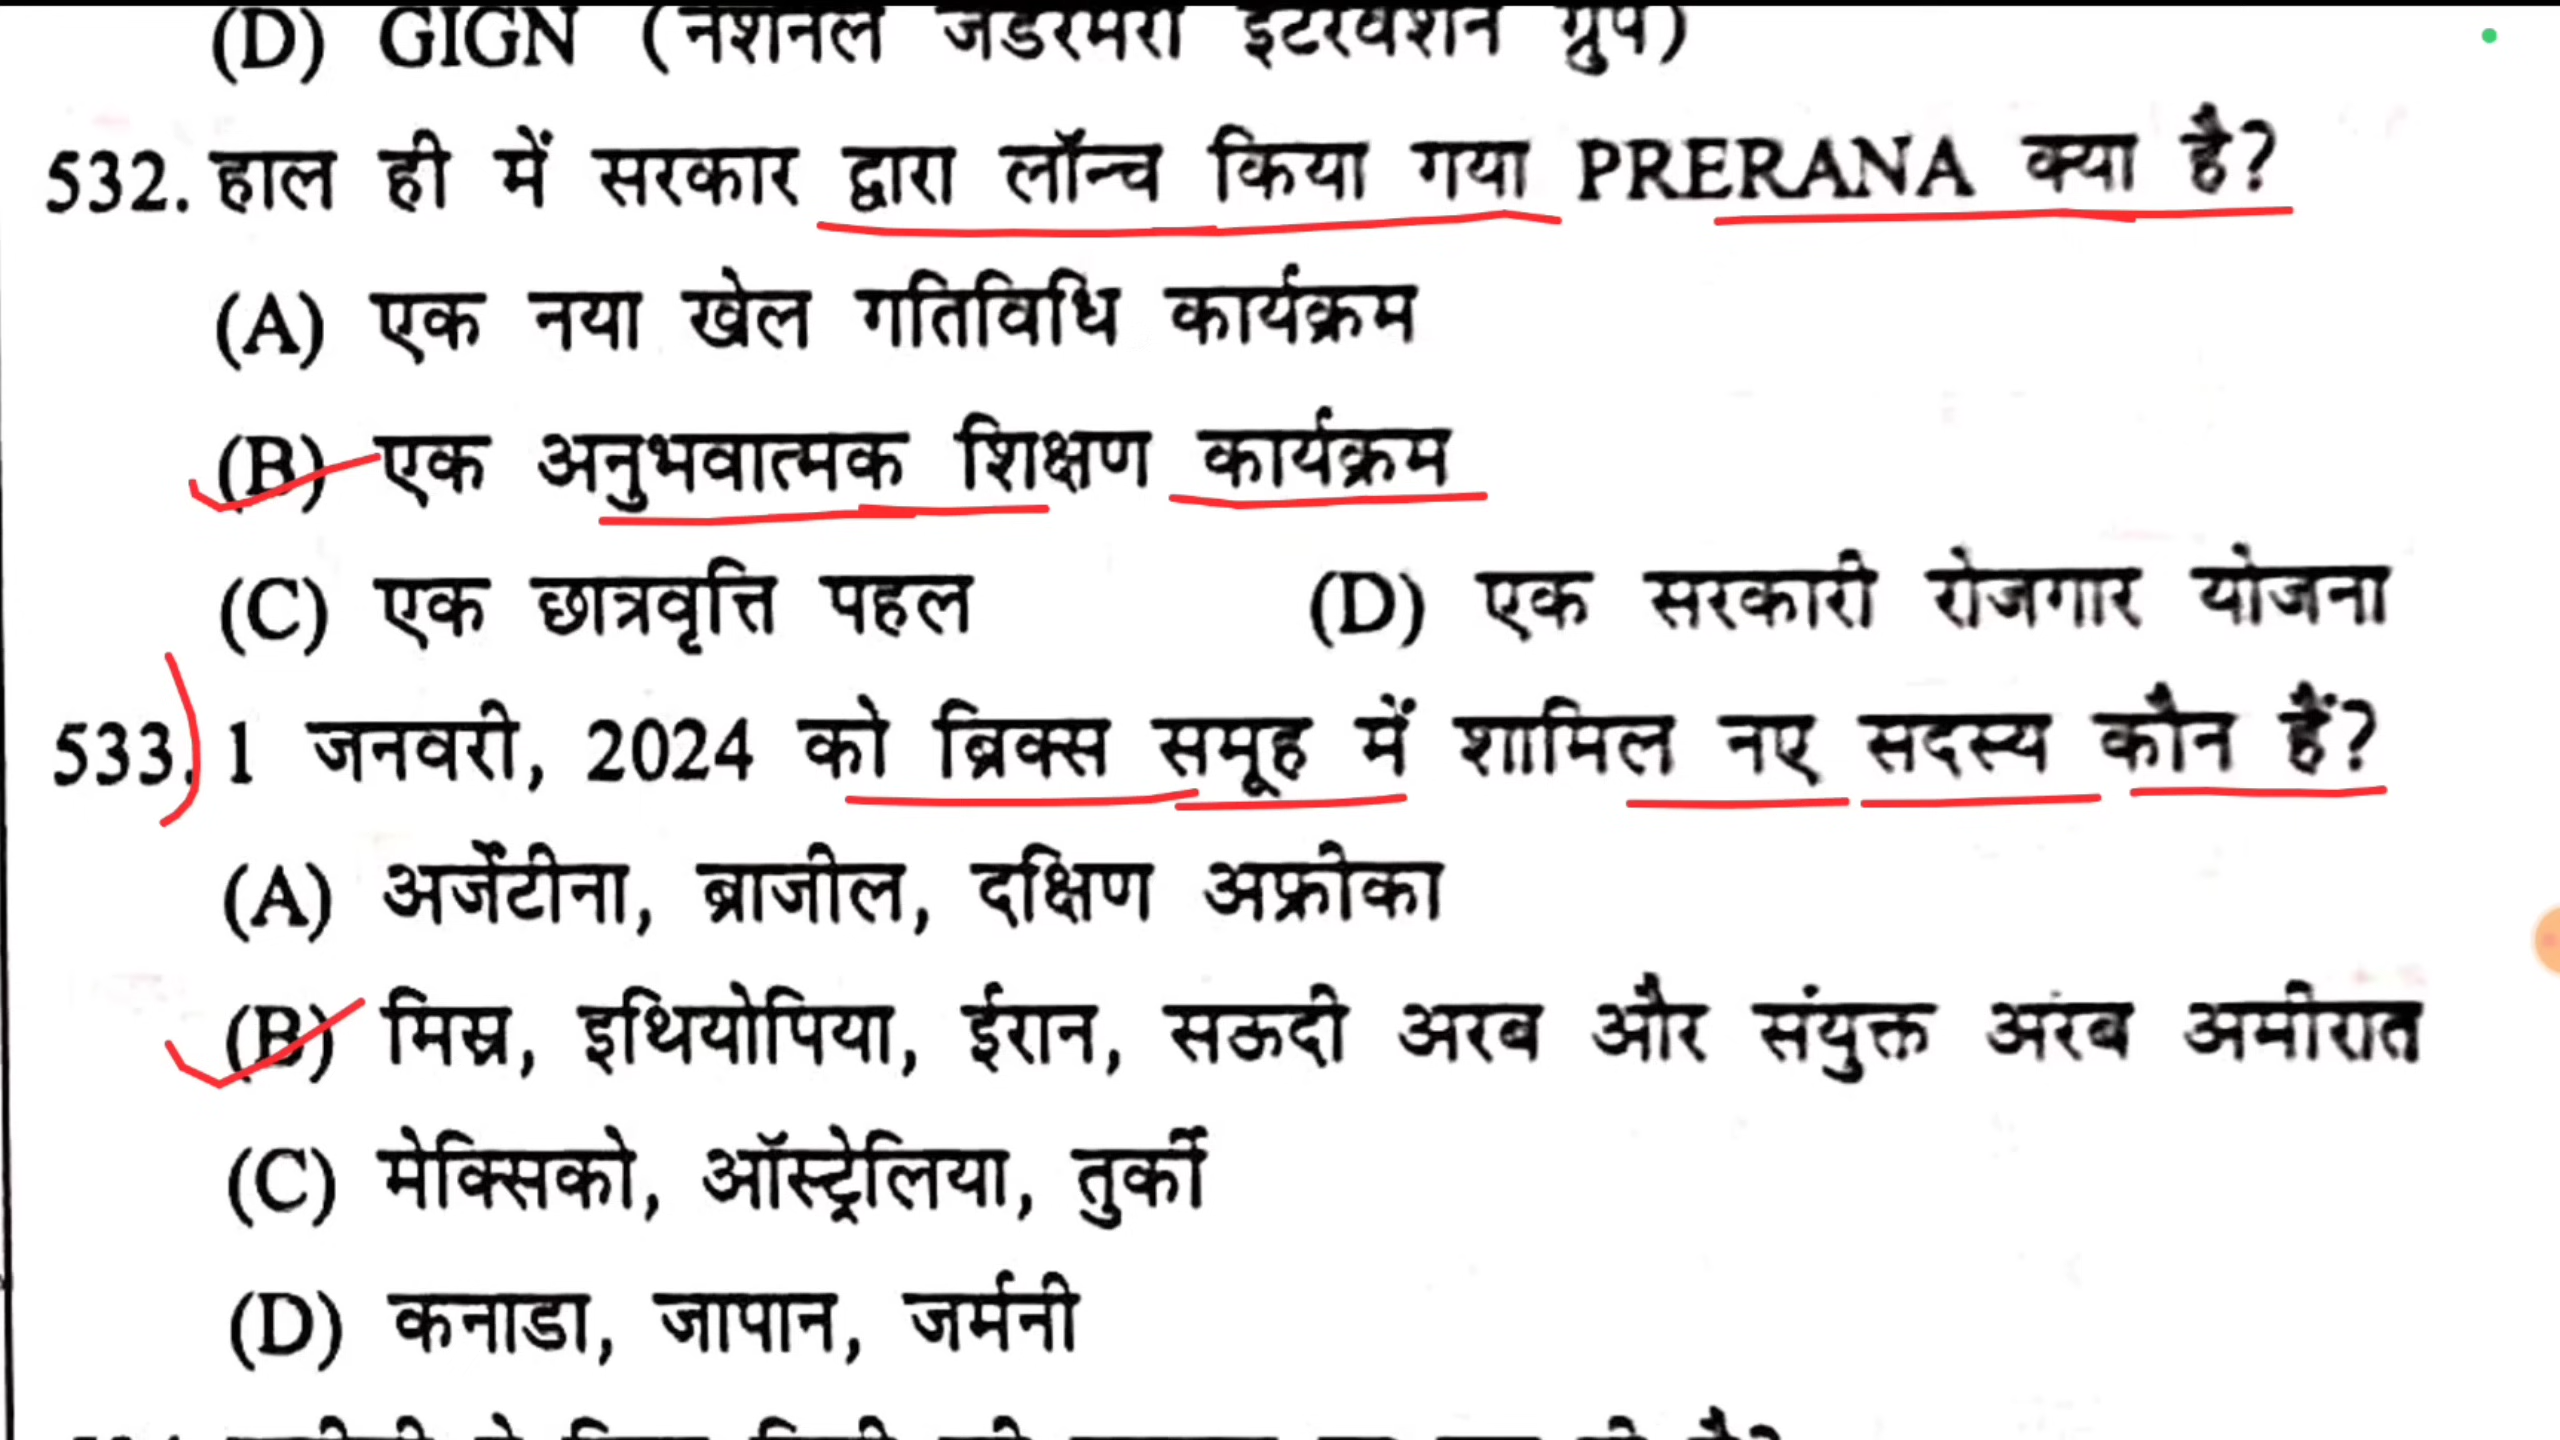 (D) GIGN (नेशनल जेंडरमेरी इंटरवेंशन ग्रुप)
532. हाल ही में सरकार द्वारा लॉन्च किया गया PRERANA क्या है?
(A) एक नया खेल गतिविधि कार्यक्रम
(B) एक अनुभवात्मक शिक्षण कार्यक्रम
(C) एक छात्रवृत्ति पहल (D) एक सरकारी रोजगार योजना
533. 1 जनवरी, 2024 को ब्रिक्स समूह में शामिल नए सदस्य कौन हैं?
(A) अर्जेंटीना, ब्राजील, दक्षिण अफ्रीका
(B) मिस्र, इथियोपिया, ईरान, सऊदी अरब और संयुक्त अरब अमीरात
(C) मेक्सिको, ऑस्ट्रेलिया, तुर्की
(D) कनाडा, जापान, जर्मनी